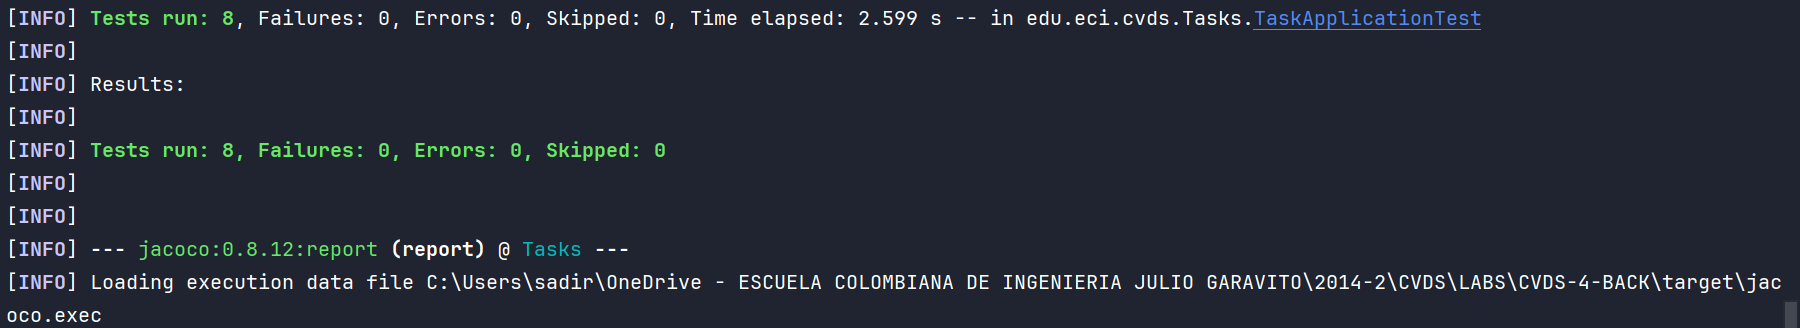 [INFO] Tests run: 8, Failures: 0, Errors: 0, Skipped: 0, Time elapsed: 2.599 s -- in edu.eci.cvds.Tasks.TaskApplicationTest
[INFO]
[INFO] Results:
[INFO]
[INFO] Tests run: 8, Failures: 0, Errors: 0, Skipped: 0
[INFO]
[INFO]
[INFO] --- jacoco:0.8.12:report (report) @ Tasks ---
[INFO] Loading execution data file C:\Users\sadir\OneDrive - ESCUELA COLOMBIANA DE INGENIERIA JULIO GARAVITO\2014-2\CVDS\LABS\CVDS-4-BACK\target\jac
oco.exec